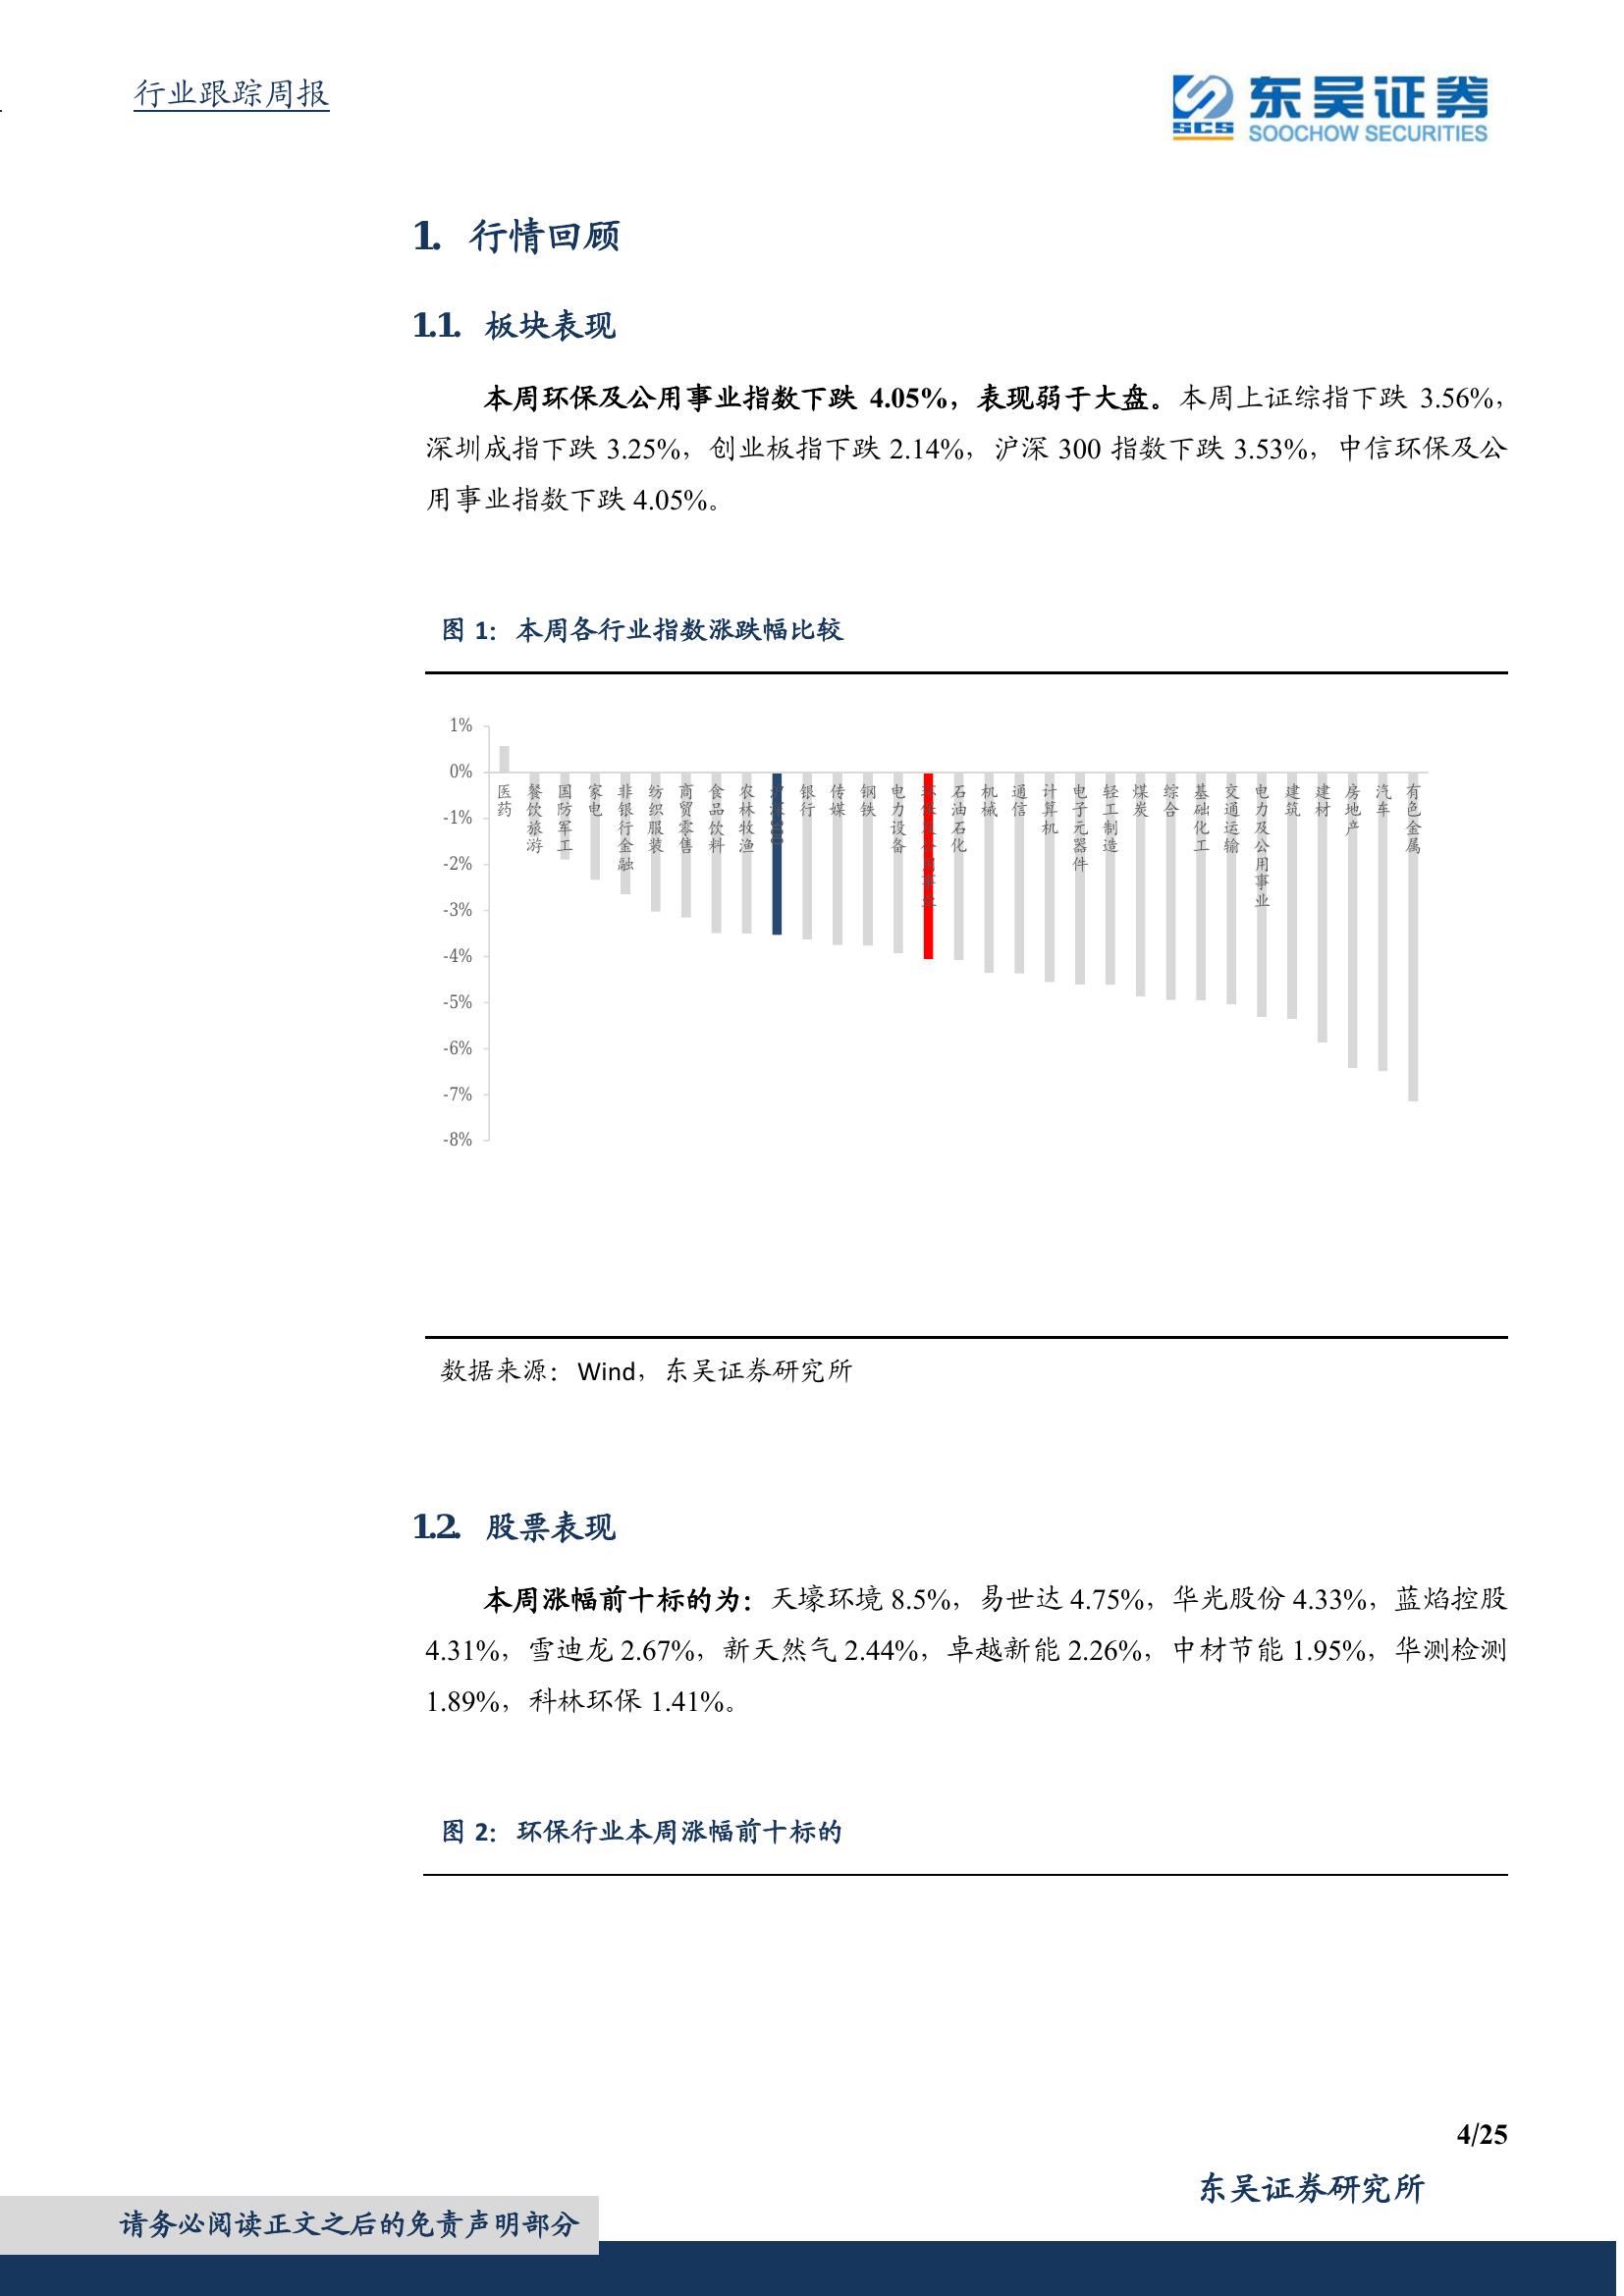 行业跟踪周报
SCS 东吴证券
SOOCHOW SECURITIES
1. 行情回顾
1.1. 板块表现
本周环保及公用事业指数下跌 4.05%，表现弱于大盘。本周上证综指下跌 3.56%，
深圳成指下跌 3.25%，创业板指下跌 2.14%，沪深 300 指数下跌 3.53%，中信环保及公
用事业指数下跌 4.05%。
图 1：本周各行业指数涨跌幅比较
1%
0%
-1%
-2%
-3%
-4%
-5%
-6%
-7%
-8%
医药
餐饮旅游
国防军工
家电
非银行金融
纺织服装
商贸零售
食品饮料
农林牧渔
沪深300
银行
传媒
钢铁
电力设备
环保及公用事业
石油石化
机械
通信
计算机
电子元器件
轻工制造
煤炭
综合
基础化工
交通运输
电力及公用事业
建筑
建材
房地产
汽车
有色金属
数据来源：Wind，东吴证券研究所
1.2. 股票表现
本周涨幅前十标的为：天壕环境 8.5%，易世达 4.75%，华光股份 4.33%，蓝焰控股
4.31%，雪迪龙 2.67%，新天然气 2.44%，卓越新能 2.26%，中材节能 1.95%，华测检测
1.89%，科林环保 1.41%。
图 2：环保行业本周涨幅前十标的
4/25
东吴证券研究所
请务必阅读正文之后的免责声明部分